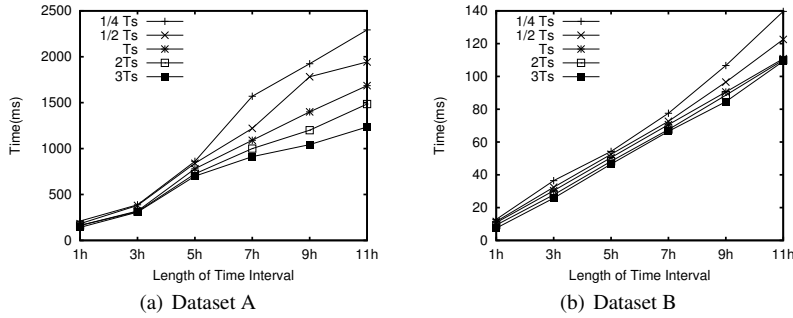 2500
2000
1500
1000
500
0
Time(ms)
1/4 Ts
1/2 Ts
Ts
2Ts
3Ts
1h 3h 5h 7h 9h 11h
Length of Time Interval
(a) Dataset A
140
120
100
80
60
40
20
0
Time(ms)
1/4 Ts
1/2 Ts
Ts
2Ts
3Ts
1h 3h 5h 7h 9h 11h
Length of Time Interval
(b) Dataset B